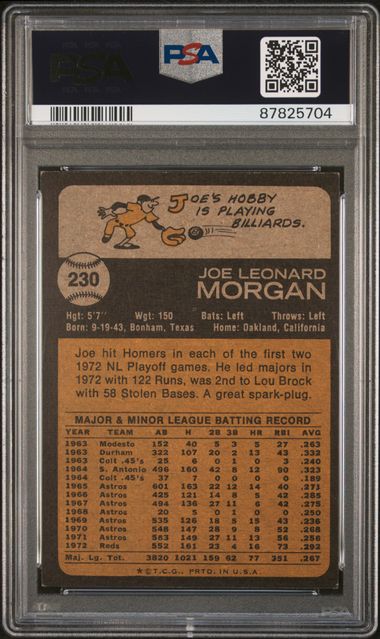 PSA
PSA
87825704
JOE'S HOBBY
IS PLAYING
BILLIARDS.
230
JOE LEONARD
MORGAN
Hgt: 5'7" Wgt: 150 Bats: Left Throws: Left
Born: 9-19-43, Bonham, Texas Home: Oakland, California
Joe hit Homers in each of the first two
1972 NL Playoff games. He led majors in
1972 with 122 Runs, was 2nd to Lou Brock
with 58 Stolen Bases. A great spark-plug.
MAJOR & MINOR LEAGUE BATTING RECORD
YEAR TEAM AB H 2B 3B HR RBI AVG
1963 Modesto 152 40 5 3 5 27 .263
1963 Durham 322 107 20 2 13 43 .332
1963 Colt .45's 25 6 0 1 0 3 .240
1964 S. Antonio 496 160 42 8 12 90 .323
1964 Colt .45's 37 7 0 0 0 0 .189
1965 Astros 601 163 22 12 14 40 .271
1966 Astros 425 121 14 8 5 42 .285
1967 Astros 494 136 27 11 6 42 .275
1968 Astros 20 5 0 1 0 0 .250
1969 Astros 535 126 18 5 15 43 .236
1970 Astros 548 147 28 9 8 52 .268
1971 Astros 583 149 27 11 13 56 .256
1972 Reds 552 161 23 4 16 73 .292
Maj. Lg. Tot. 3820 1021 159 62 77 351 .267
★ © T.C.G. PRTD. IN U.S.A.